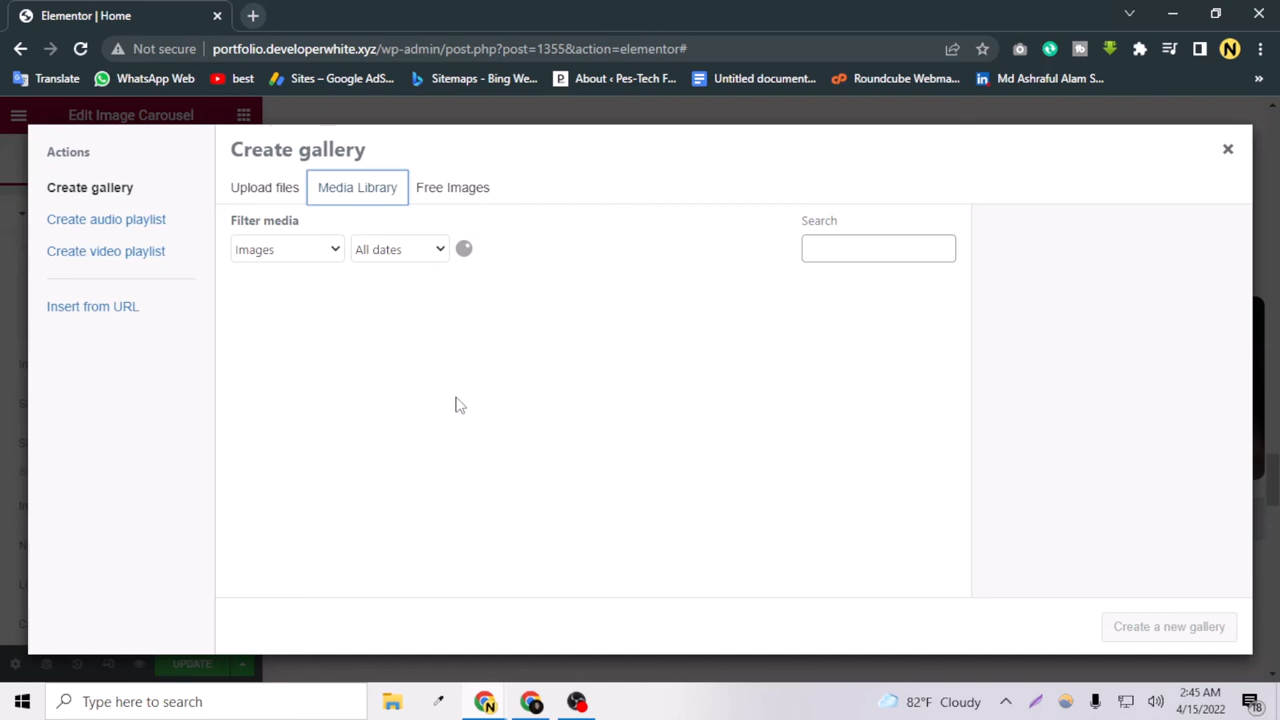 Elementor | Home
Not secure
portfolio.developerwhite.xyz/wp-admin/post.php?post=1355&action=elementor#
N
Translate
WhatsApp Web
best
Sites – Google AdS...
Sitemaps - Bing We...
About ‹ Pes-Tech F...
Untitled document...
Roundcube Webma...
Md Ashraful Alam S...
»
Edit Image Carousel
Actions
Create gallery
Create audio playlist
Create video playlist
Insert from URL
Create gallery
Upload files
Media Library
Free Images
Filter media
Images
All dates
Search
Create a new gallery
UPDATE
Type here to search
82°F Cloudy
2:45 AM
4/15/2022
18